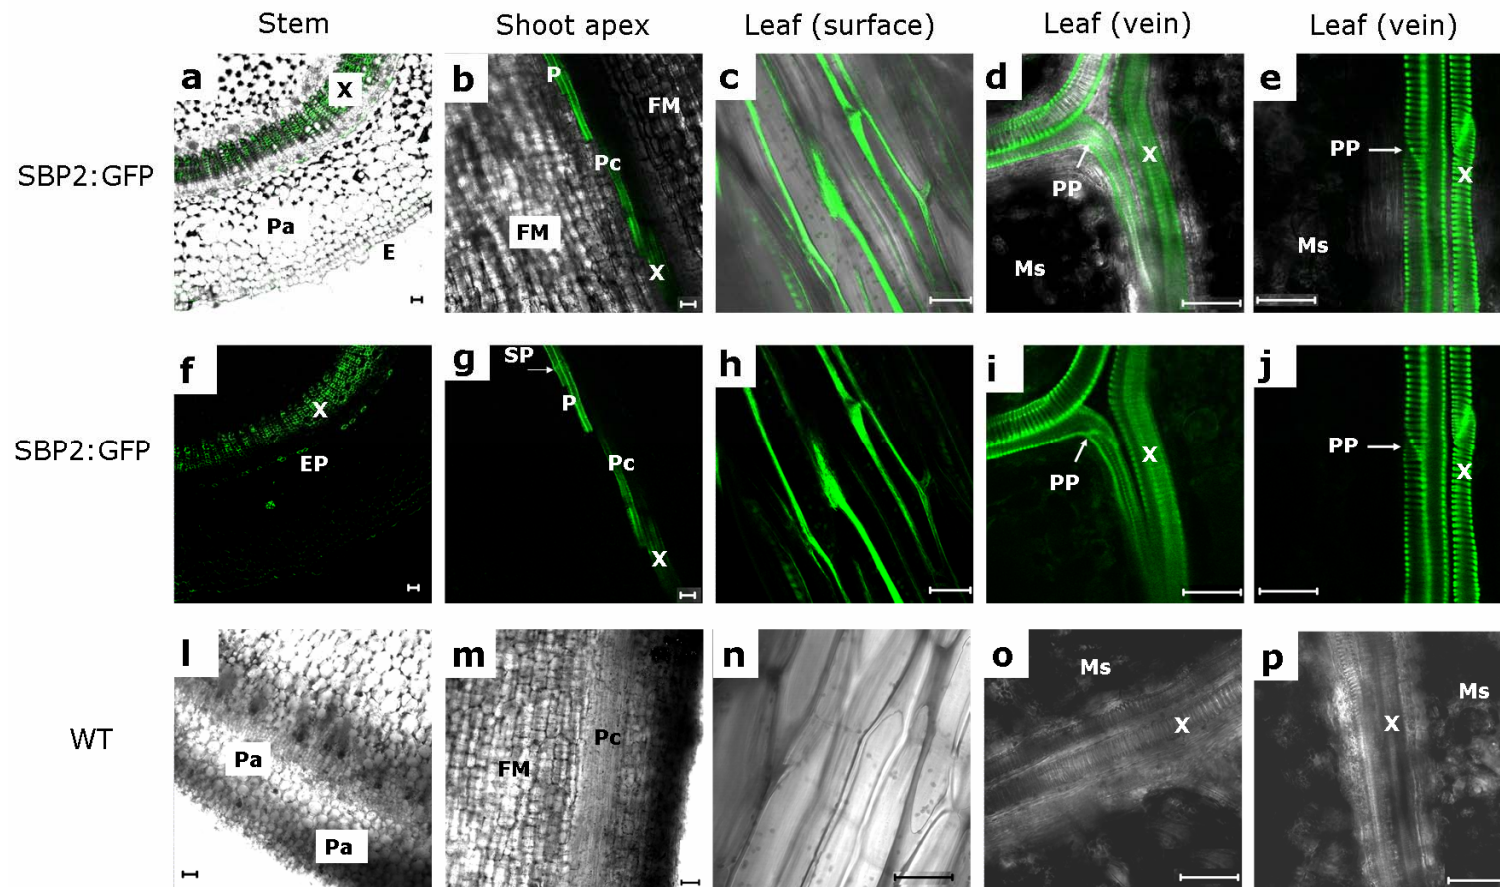 Stem Shoot apex Leaf (surface) Leaf (vein) Leaf (vein)
SBP2:GFP
a
X
Pa
E
b
P
FM
Pc
FM
X
c
d
X
PP
Ms
e
PP
X
Ms
SBP2:GFP
f
X
EP
g
SP
P
Pc
X
h
i
X
PP
j
PP
X
WT
l
Pa
Pa
m
Pc
FM
n
o
Ms
X
p
Ms
X